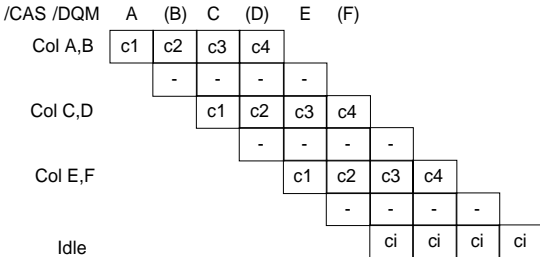 /CAS /DQM A (B) C (D) E (F)
Col A,B c1 c2 c3 c4
- - - -
Col C,D c1 c2 c3 c4
- - - -
Col E,F c1 c2 c3 c4
- - - -
Idle ci ci ci ci